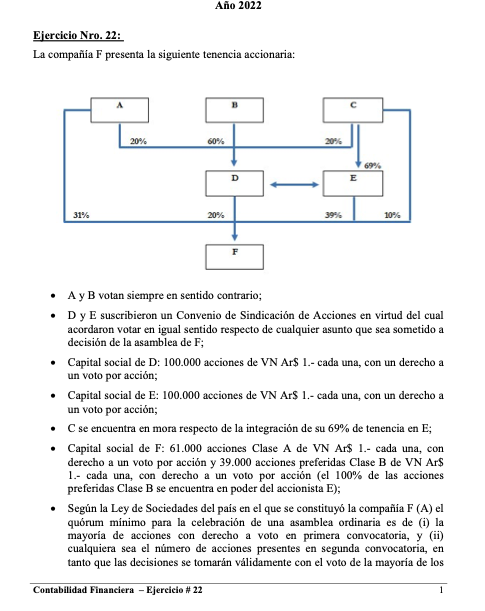 Año 2022
Ejercicio Nro. 22:
La compañía F presenta la siguiente tenencia accionaria:
A
B
C
20%
60%
20%
69%
D
E
31%
20%
39%
10%
F
• A y B votan siempre en sentido contrario;
• D y E suscribieron un Convenio de Sindicación de Acciones en virtud del cual
acordaron votar en igual sentido respecto de cualquier asunto que sea sometido a
decisión de la asamblea de F;
• Capital social de D: 100.000 acciones de VN Ar$ 1.- cada una, con un derecho a
un voto por acción;
• Capital social de E: 100.000 acciones de VN Ar$ 1.- cada una, con un derecho a
un voto por acción;
• C se encuentra en mora respecto de la integración de su 69% de tenencia en E;
• Capital social de F: 61.000 acciones Clase A de VN Ar$ 1.- cada una, con
derecho a un voto por acción y 39.000 acciones preferidas Clase B de VN Ar$
1.- cada una, con derecho a un voto por acción (el 100% de las acciones
preferidas Clase B se encuentra en poder del accionista E);
• Según la Ley de Sociedades del país en el que se constituyó la compañía F (A) el
quórum mínimo para la celebración de una asamblea ordinaria es de (i) la
mayoría de acciones con derecho a voto en primera convocatoria, y (ii)
cualquiera sea el número de acciones presentes en segunda convocatoria, en
tanto que las decisiones se tomarán válidamente con el voto de la mayoría de los
Contabilidad Financiera – Ejercicio # 22
1